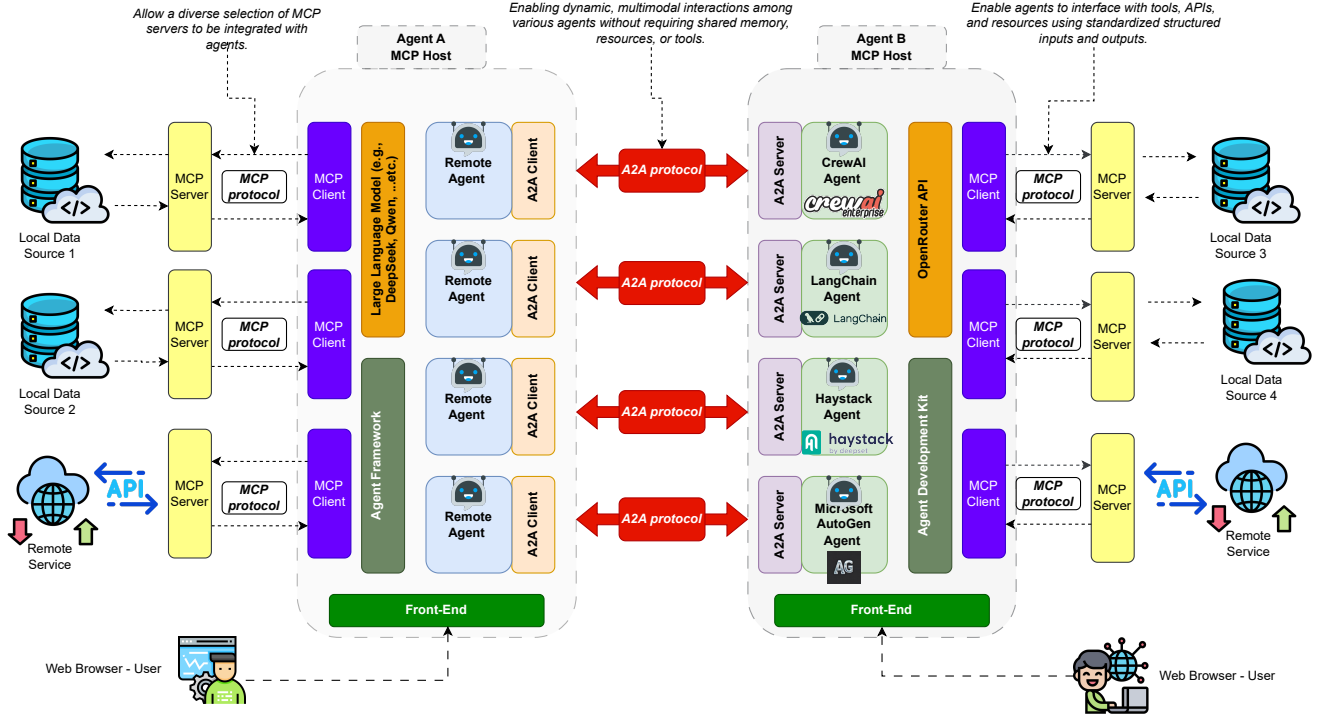 Allow a diverse selection of MCP
servers to be integrated with
agents.
Enabling dynamic, multimodal interactions among
various agents without requiring shared memory,
resources, or tools.
Enable agents to interface with tools, APIs,
and resources using standardized structured
inputs and outputs.
Agent A
MCP Host
Agent B
MCP Host
Local Data
Source 1
MCP
Server
MCP
protocol
MCP
Client
Large Language Model (e.g.,
DeepSeek, Qwen, ...etc.)
Remote
Agent
A2A Client
A2A protocol
A2A Server
CrewAI
Agent
crewai
enterprise
OpenRouter API
MCP
Client
MCP
protocol
MCP
Server
Local Data
Source 3
Local Data
Source 2
MCP
Server
MCP
protocol
MCP
Client
Remote
Agent
A2A Client
A2A protocol
A2A Server
LangChain
Agent
LangChain
MCP
Client
MCP
protocol
MCP
Server
Local Data
Source 4
Agent Framework
Remote
Agent
A2A Client
A2A protocol
A2A Server
Haystack
Agent
haystack
by deepset
Agent Development Kit
API
Remote
Service
MCP
Server
MCP
protocol
MCP
Client
Remote
Agent
A2A Client
A2A protocol
A2A Server
Microsoft
AutoGen
Agent
AG
MCP
Client
MCP
protocol
MCP
Server
API
Remote
Service
Front-End
Front-End
Web Browser - User
Web Browser - User